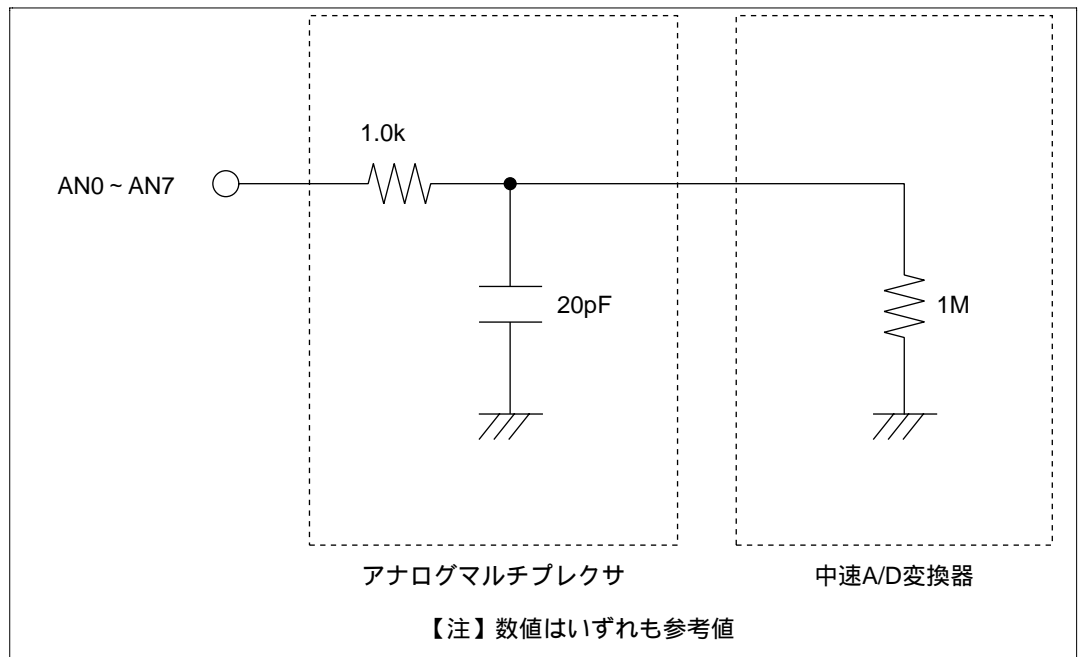 1.0k
AN0 ~ AN7
20pF
1M
アナログマルチプレクサ
中速A/D変換器
【注】数値はいずれも参考値